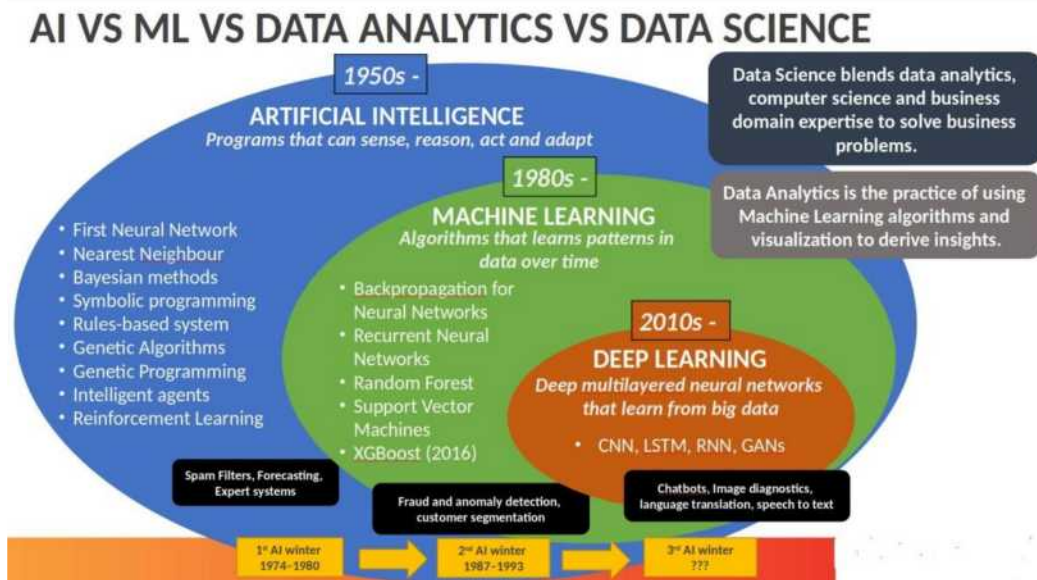 AI VS ML VS DATA ANALYTICS VS DATA SCIENCE
1950s -
ARTIFICIAL INTELLIGENCE
Programs that can sense, reason, act and adapt
• First Neural Network
• Nearest Neighbour
• Bayesian methods
• Symbolic programming
• Rules-based system
• Genetic Algorithms
• Genetic Programming
• Intelligent agents
• Reinforcement Learning
Spam Filters, Forecasting,
Expert systems
1980s -
MACHINE LEARNING
Algorithms that learns patterns in
data over time
• Backpropagation for
Neural Networks
• Recurrent Neural
Networks
• Random Forest
• Support Vector
Machines
• XGBoost (2016)
Fraud and anomaly detection,
customer segmentation
2010s -
DEEP LEARNING
Deep multilayered neural networks
that learn from big data
• CNN, LSTM, RNN, GANs
Chatbots, Image diagnostics,
language translation, speech to text
Data Science blends data analytics,
computer science and business
domain expertise to solve business
problems.
Data Analytics is the practice of using
Machine Learning algorithms and
visualization to derive insights.
1st AI winter
1974-1980
2nd AI winter
1987-1993
3rd AI winter
???